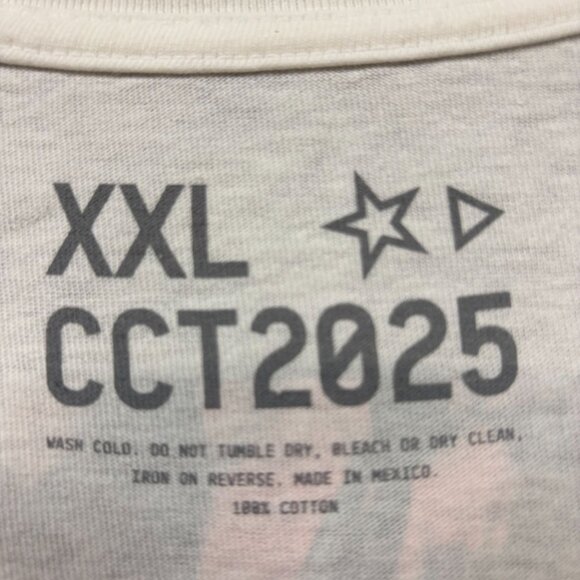 XXL
CCT2025
WASH COLD. DO NOT TUMBLE DRY, BLEACH OR DRY CLEAN,
IRON ON REVERSE. MADE IN MEXICO.
100% COTTON